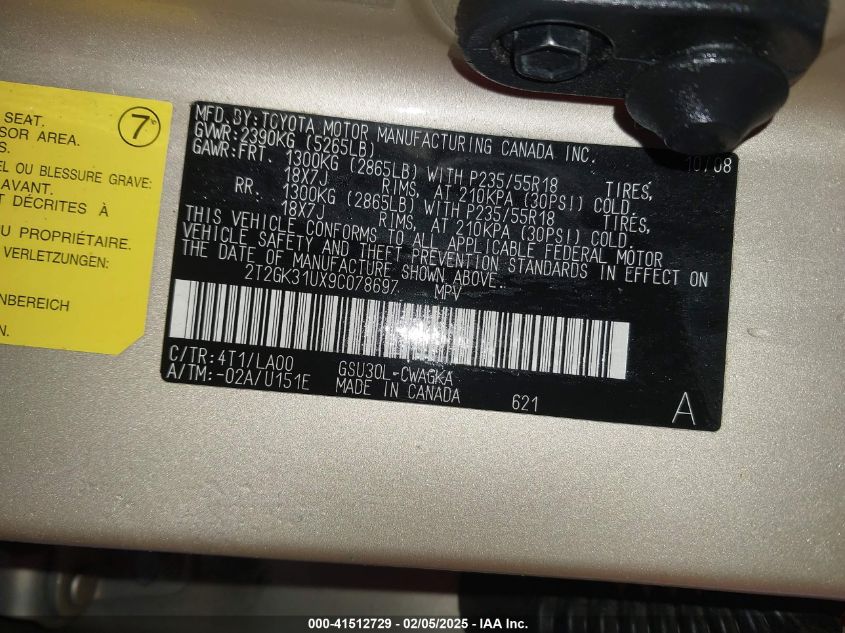 SEAT.
SOR AREA.
EL OU BLESSURE GRAVE:
AVANT.
T DÉCRITES À
U PROPRIÉTAIRE.
VERLETZUNGEN:
NBEREICH
N.
7
MFD.BY:TOYOTA MOTOR MANUFACTURING CANADA INC. 10/08
GVWR:2390KG (5265LB)
GAWR:FRT. 1300KG (2865LB) WITH P235/55R18 TIRES,
18X7J RIMS, AT 210KPA (30PSI) COLD.
RR. 1300KG (2865LB) WITH P235/55R18 TIRES,
18X7J RIMS, AT 210KPA (30PSI) COLD.
THIS VEHICLE CONFORMS TO ALL APPLICABLE FEDERAL MOTOR
VEHICLE SAFETY AND THEFT PREVENTION STANDARDS IN EFFECT ON
THE DATE OF MANUFACTURE SHOWN ABOVE.
2T2GK31UX9C078697 MPV
C/TR:4T1/LA00 GSU30L-CWAGKA
A/TM:-02A/U151E MADE IN CANADA 621 A
000-41512729 - 02/05/2025 - IAA Inc.